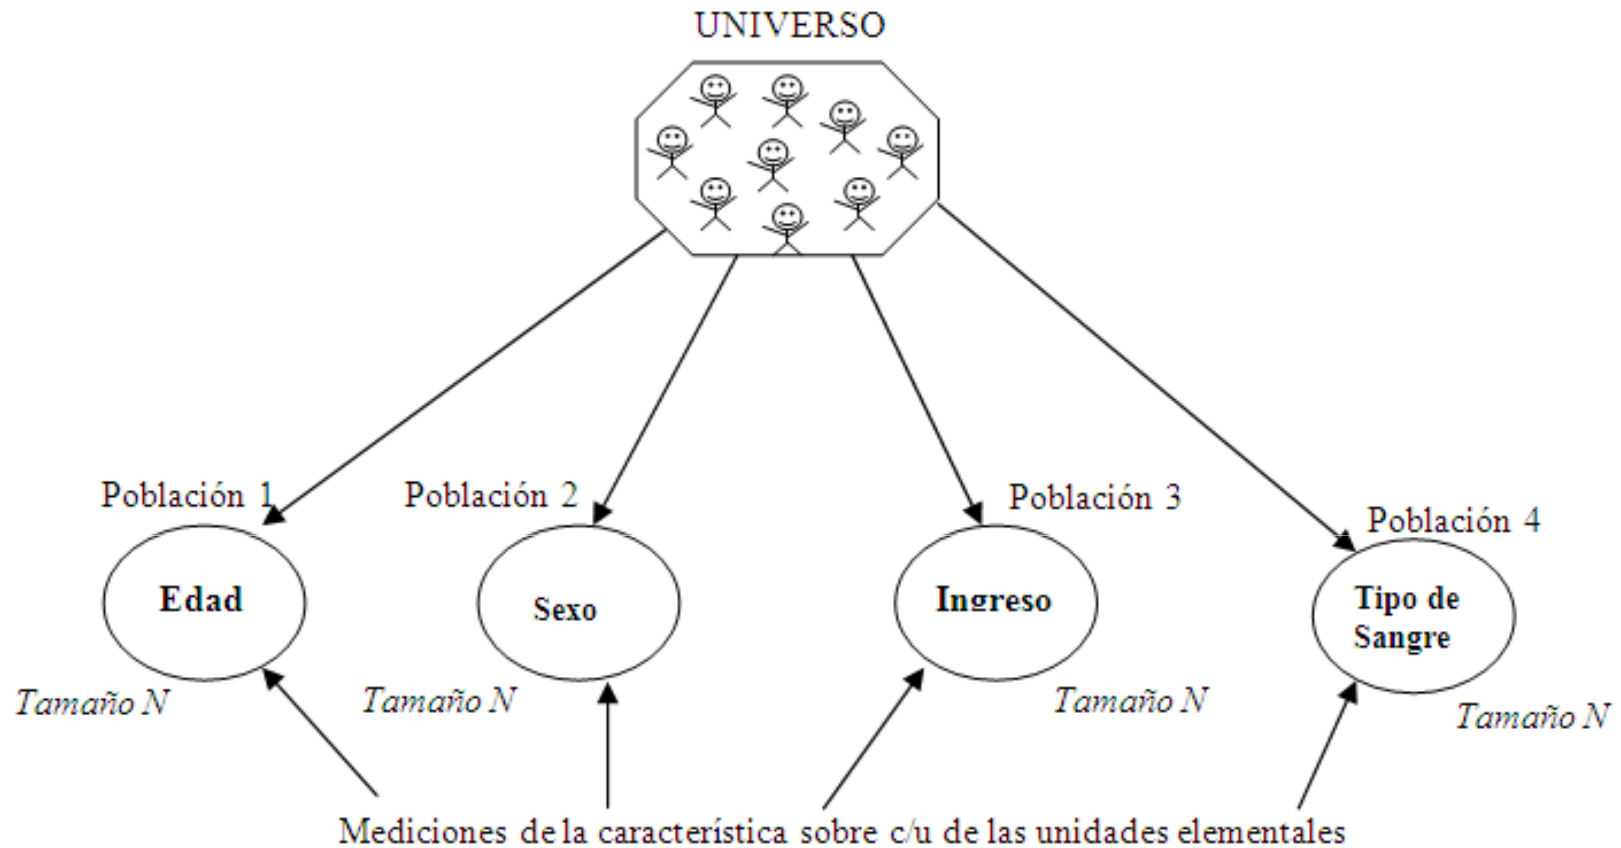 UNIVERSO
Población 1
Población 2
Población 3
Población 4
Edad
Sexo
Ingreso
Tipo de
Sangre
Tamaño N
Tamaño N
Tamaño N
Tamaño N
Mediciones de la característica sobre c/u de las unidades elementales